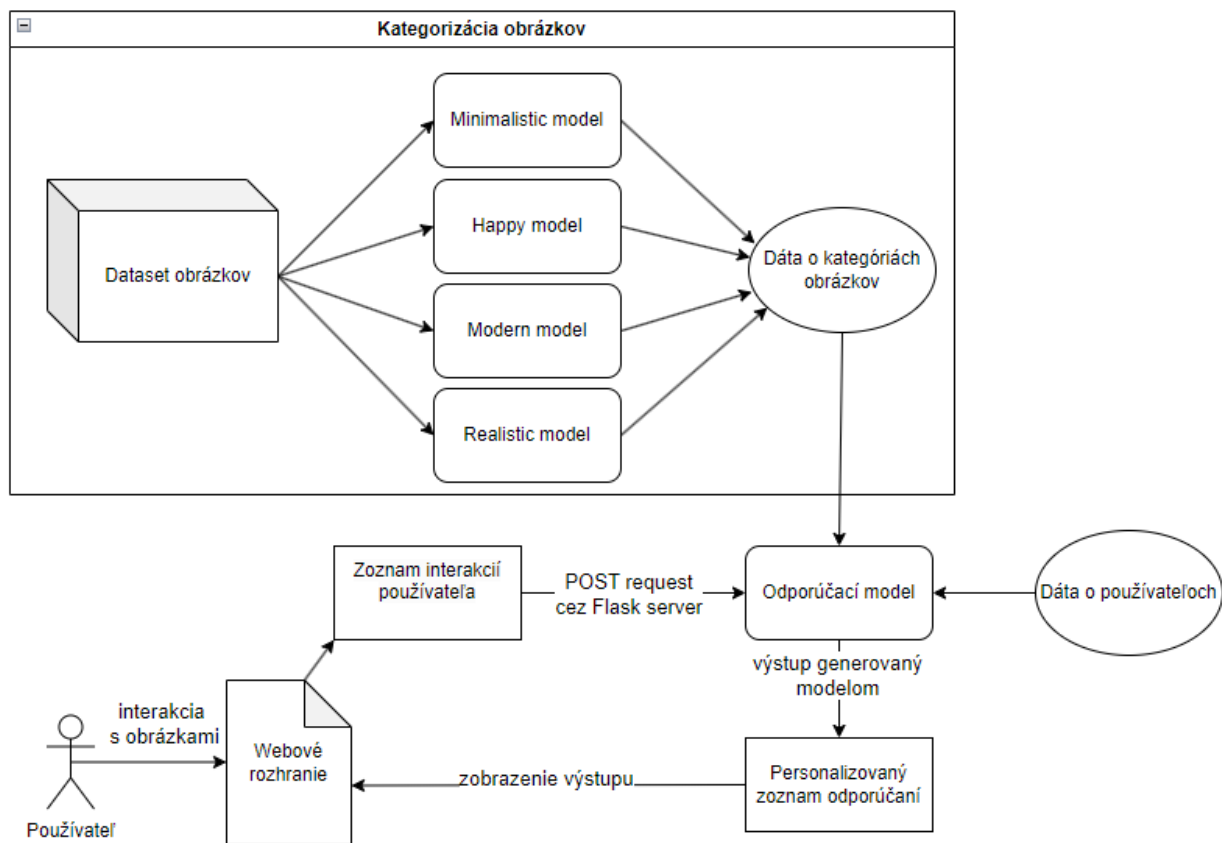 Kategorizácia obrázkov
Minimalistic model
Happy model
Dataset obrázkov
Dáta o kategóriách
obrázkov
Modern model
Realistic model
Zoznam interakcií
používateľa
POST request
cez Flask server
Odporúčací model
Dáta o používateľoch
výstup generovaný
modelom
interakcia
s obrázkami
Webové
rozhranie
zobrazenie výstupu
Personalizovaný
zoznam odporúčaní
Používateľ